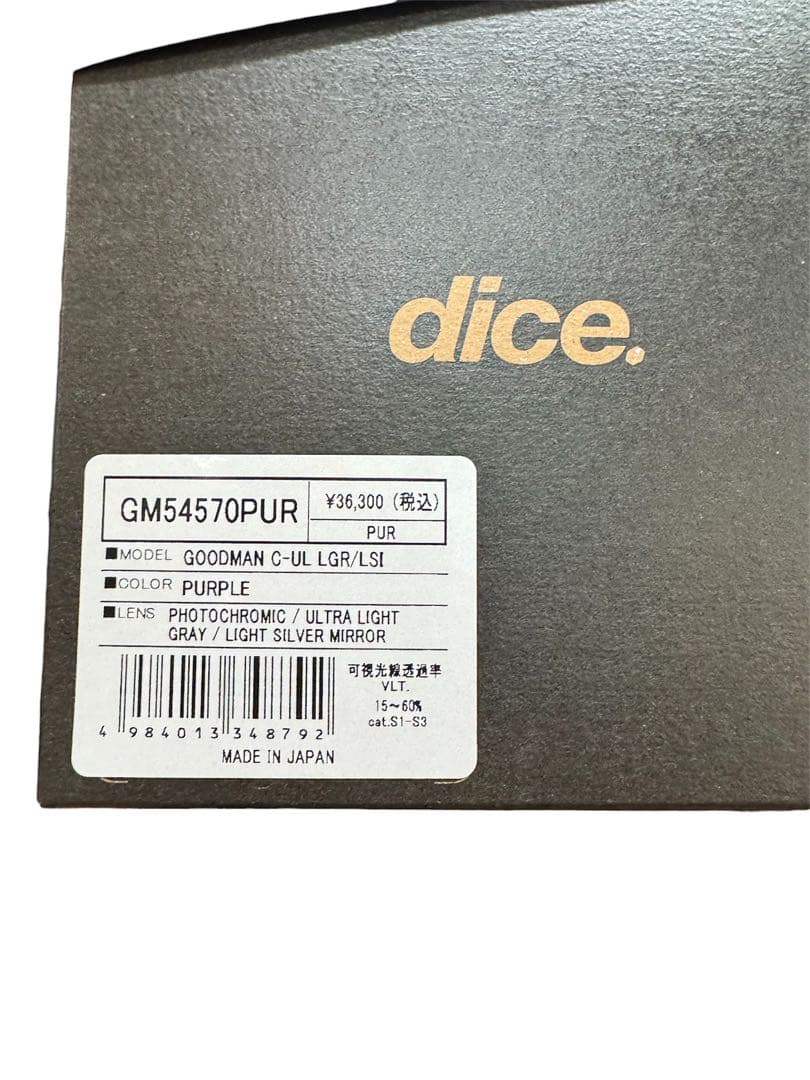 dice.
GM54570PUR
¥36,300 (税込)
PUR
■MODEL GOODMAN C-UL LGR/LSI
■COLOR PURPLE
■LENS PHOTOCHROMIC / ULTRA LIGHT
GRAY / LIGHT SILVER MIRROR
可視光線透過率
VLT.
15～60%
cat.S1-S3
4 984013 348792
MADE IN JAPAN